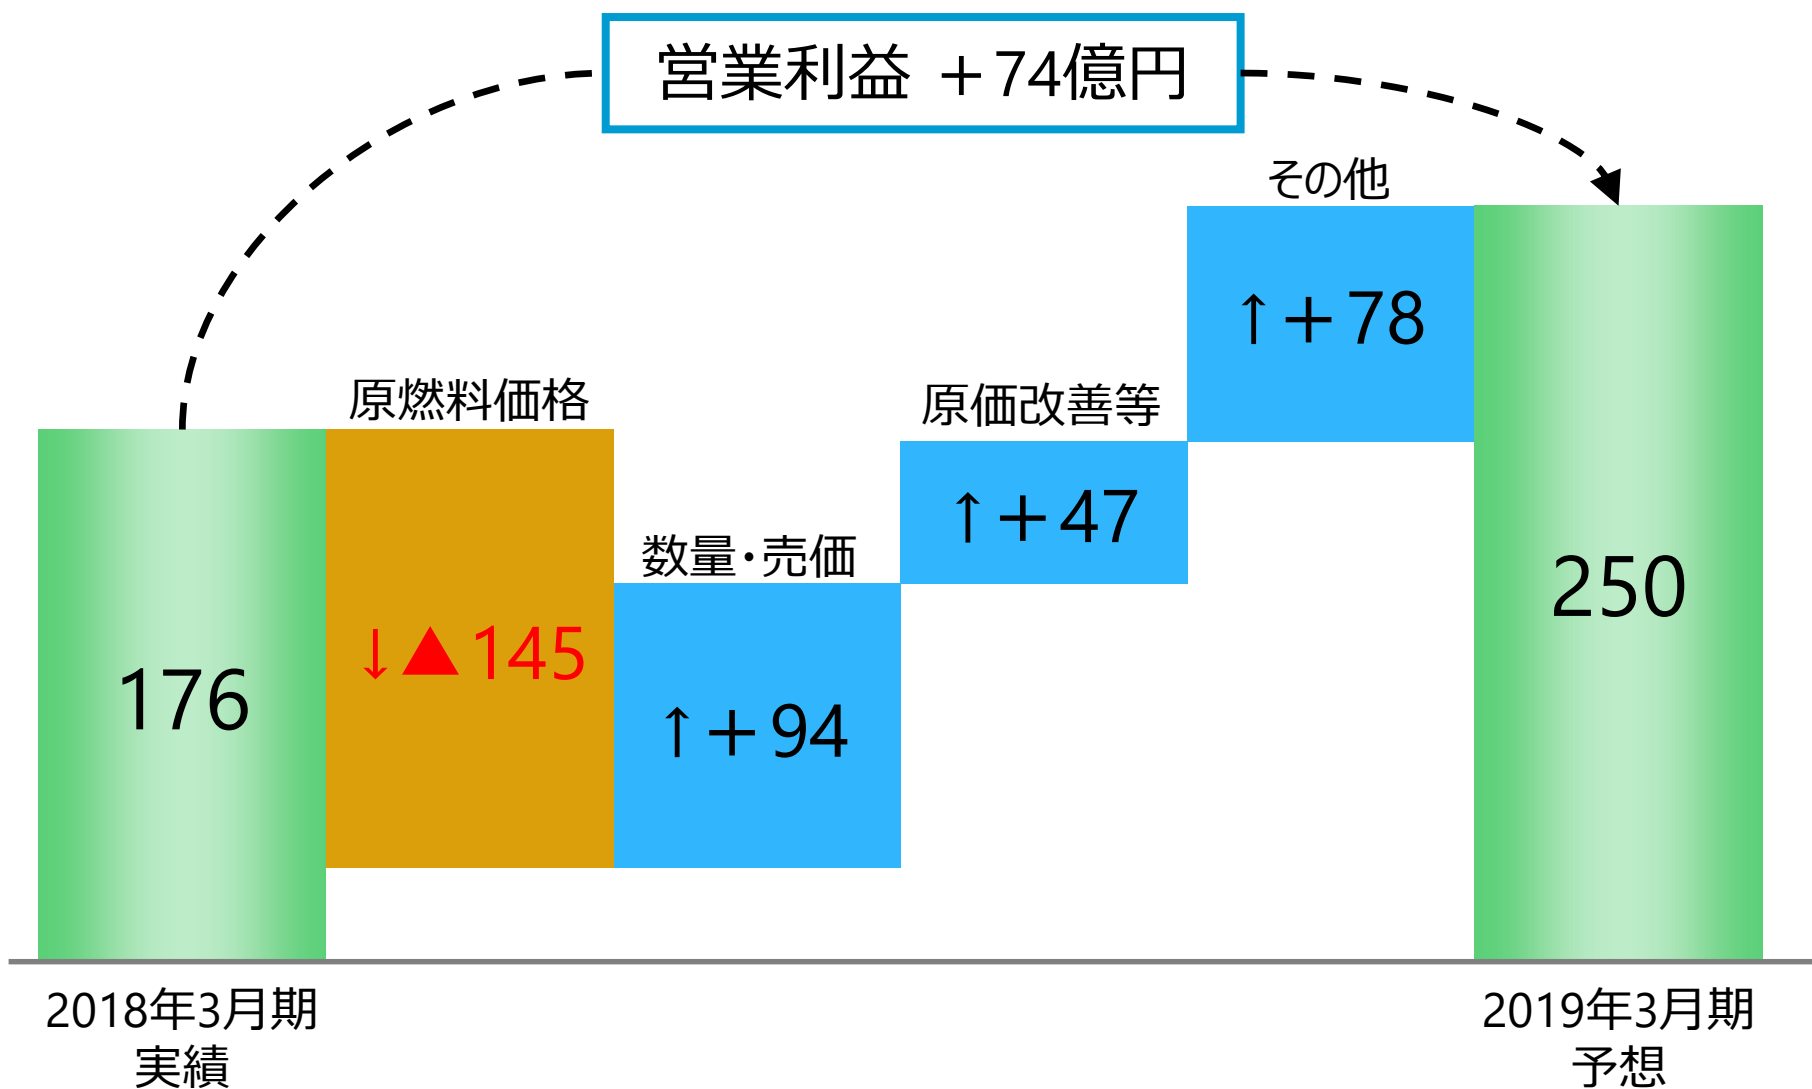 営業利益 ＋74億円
その他
↑＋78
原燃料価格
原価改善等
↑＋47
数量・売価
250
↓▲145
176
↑＋94
2018年3月期
実績
2019年3月期
予想